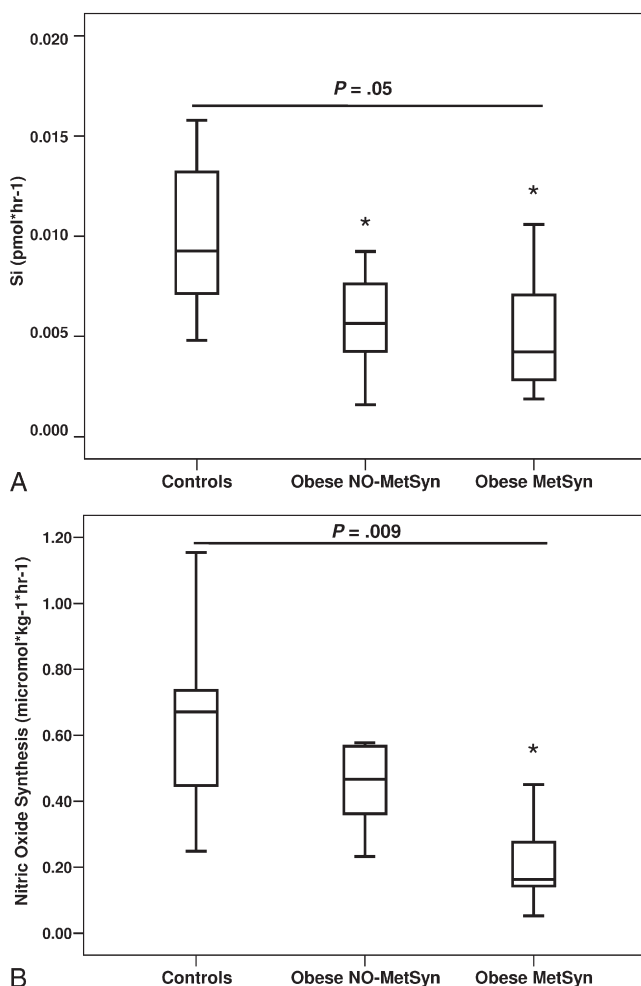 0.020
P = .05
0.015
*
*
0.010
0.005
0.000
Si (pmol*hr-1)
Controls Obese NO-MetSyn Obese MetSyn
A
1.20
P = .009
1.00
0.80
*
0.60
0.40
0.20
0.00
Nitric Oxide Synthesis (micromol*kg-1*hr-1)
Controls Obese NO-MetSyn Obese MetSyn
B